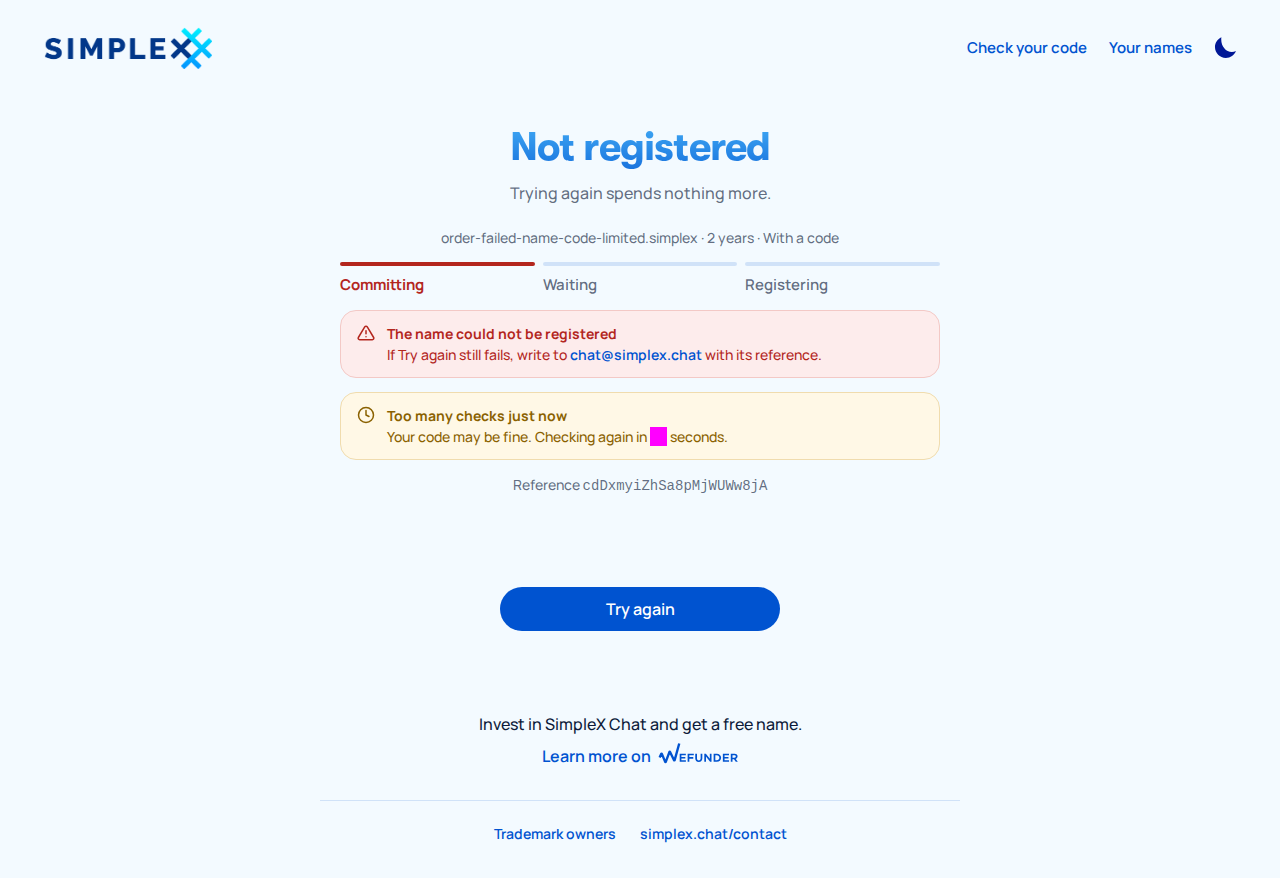 SIMPLEX
Check your code
Your names
Not registered
Trying again spends nothing more.
order-failed-name-code-limited.simplex · 2 years · With a code
Committing
Waiting
Registering
The name could not be registered
If Try again still fails, write to chat@simplex.chat with its reference.
Too many checks just now
Your code may be fine. Checking again in seconds.
Reference cdDxmyiZhSa8pMjWUWw8jA
Try again
Invest in SimpleX Chat and get a free name.
Learn more on WEFUNDER
Trademark owners
simplex.chat/contact